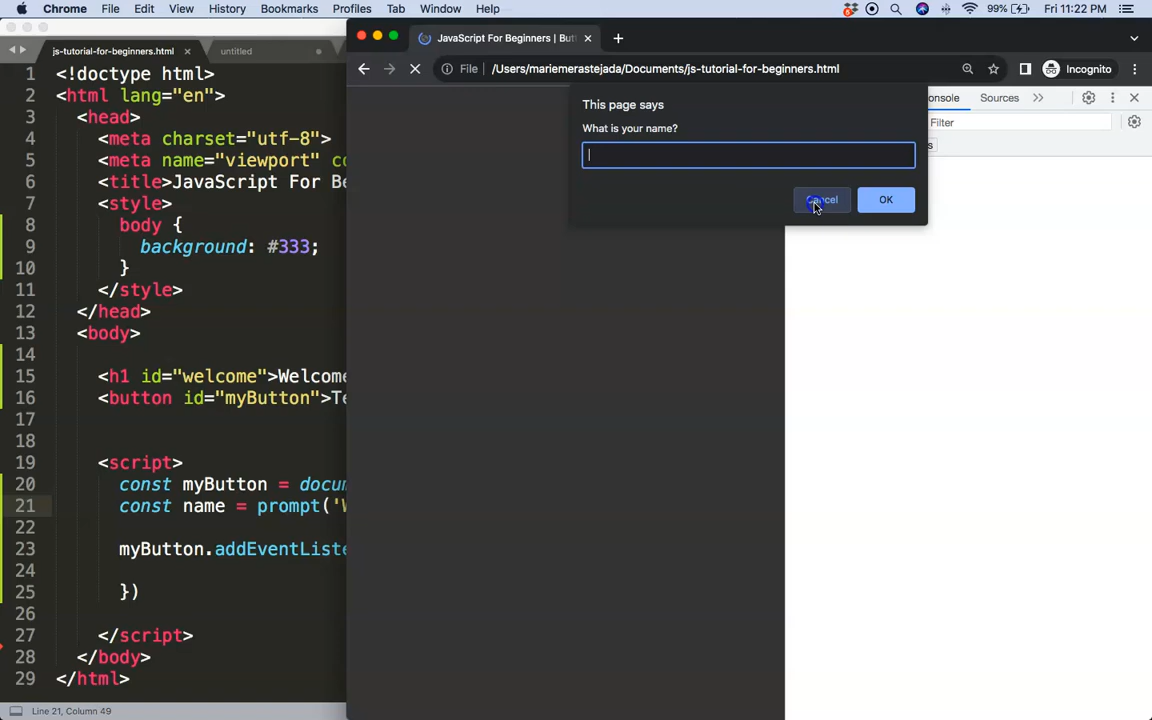 Chrome File Edit View History Bookmarks Profiles Tab Window Help 99% Fri 11:22 PM
js-tutorial-for-beginners.html untitled
JavaScript For Beginners | But
File /Users/mariemerastejada/Documents/js-tutorial-for-beginners.html Incognito
onsole Sources
Filter
s
This page says
What is your name?
Cancel OK
1 <!doctype html>
2 <html lang="en">
3 <head>
4 <meta charset="utf-8">
5 <meta name="viewport" co
6 <title>JavaScript For Be
7 <style>
8 body {
9 background: #333;
10 }
11 </style>
12 </head>
13 <body>
14
15 <h1 id="welcome">Welcome
16 <button id="myButton">Te
17
18
19 <script>
20 const myButton = docum
21 const name = prompt('W
22
23 myButton.addEventListe
24
25 })
26
27 </script>
28 </body>
29 </html>
Line 21, Column 49